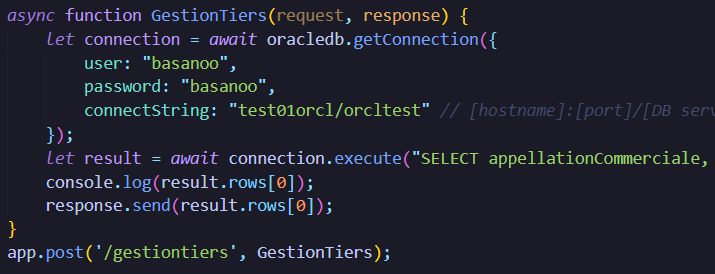 async function GestionTiers(request, response) {
let connection = await oracledb.getConnection({
user: "basanoo",
password: "basanoo",
connectString: "test01orcl/orcltest" // [hostname]:[port]/[DB serv
});
let result = await connection.execute("SELECT appellationCommerciale,
console.log(result.rows[0]);
response.send(result.rows[0]);
}
app.post('/gestiontiers', GestionTiers);